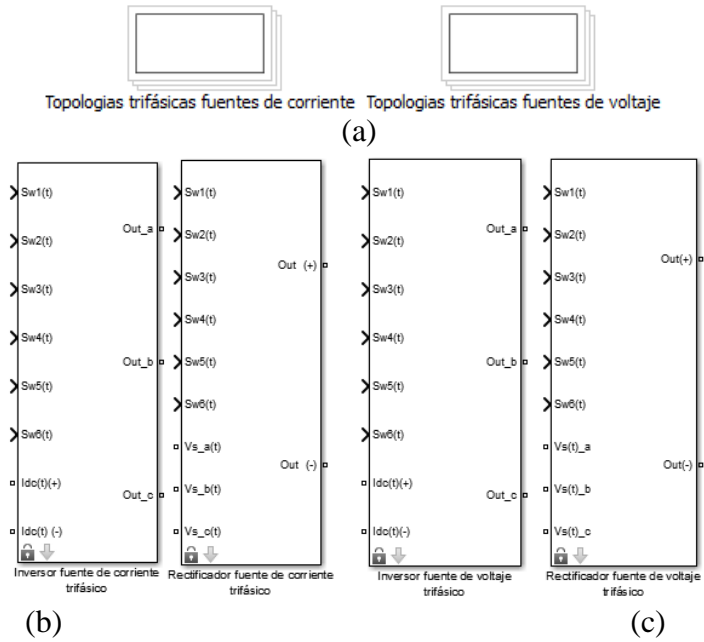 Topologias trifásicas fuentes de corriente
Topologias trifásicas fuentes de voltaje
(a)
Sw1(t)
Sw2(t)
Sw3(t)
Sw4(t)
Sw5(t)
Sw6(t)
Idc(t)(+)
Idc(t) (-)
Out_a
Out_b
Out_c
Inversor fuente de corriente
trifásico
Sw1(t)
Sw2(t)
Sw3(t)
Sw4(t)
Sw5(t)
Sw6(t)
Vs_a(t)
Vs_b(t)
Vs_c(t)
Out (+)
Out (-)
Rectificador fuente de corriente
trifásico
Sw1(t)
Sw2(t)
Sw3(t)
Sw4(t)
Sw5(t)
Sw6(t)
Idc(t)(+)
Idc(t)(-)
Out_a
Out_b
Out_c
Inversor fuente de voltaje
trifásico
Sw1(t)
Sw2(t)
Sw3(t)
Sw4(t)
Sw5(t)
Sw6(t)
Vs(t)_a
Vs(t)_b
Vs(t)_c
Out(+)
Out(-)
Rectificador fuente de voltaje
trifásico
(b)
(c)